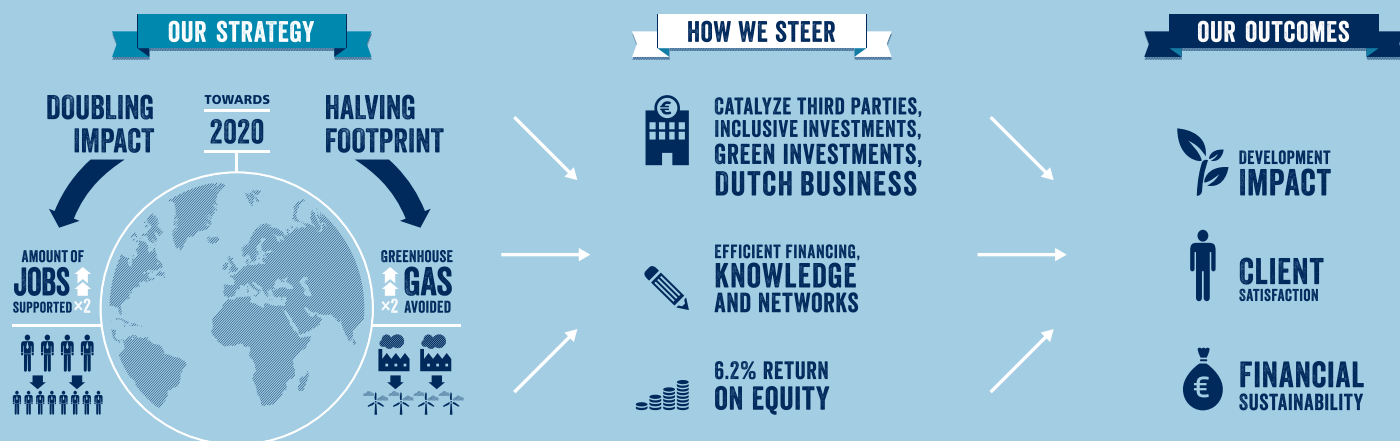 OUR STRATEGY
DOUBLING
IMPACT
TOWARDS
2020
HALVING
FOOTPRINT
AMOUNT OF
JOBS
SUPPORTED ×2
GREENHOUSE
GAS
×2 AVOIDED
HOW WE STEER
€
CATALYZE THIRD PARTIES,
INCLUSIVE INVESTMENTS,
GREEN INVESTMENTS,
DUTCH BUSINESS
EFFICIENT FINANCING,
KNOWLEDGE
AND NETWORKS
6.2% RETURN
ON EQUITY
OUR OUTCOMES
DEVELOPMENT
IMPACT
CLIENT
SATISFACTION
€
FINANCIAL
SUSTAINABILITY